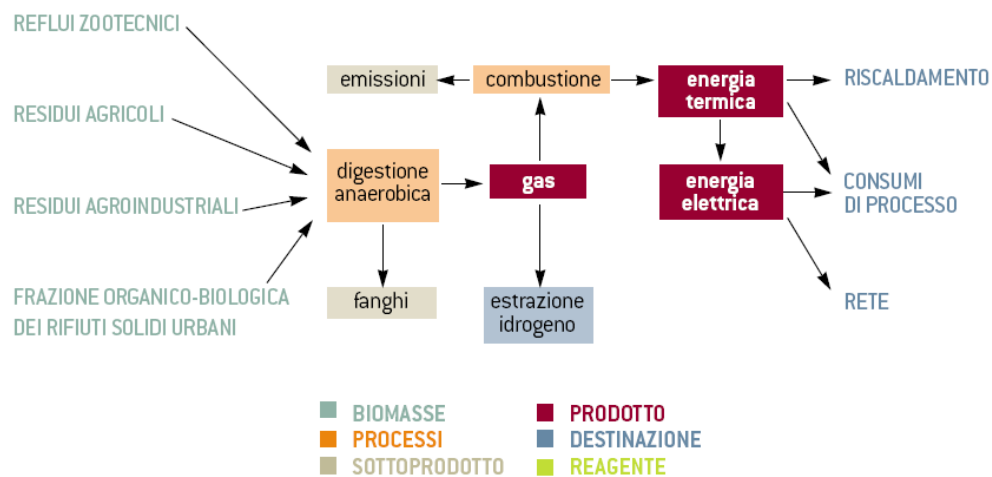 REFLUI ZOOTECNICI
RESIDUI AGRICOLI
RESIDUI AGROINDUSTRIALI
FRAZIONE ORGANICO-BIOLOGICA
DEI RIFIUTI SOLIDI URBANI
digestione
anaerobica
fanghi
emissioni
combustione
gas
estrazione
idrogeno
energia
termica
energia
elettrica
RISCALDAMENTO
CONSUMI
DI PROCESSO
RETE
BIOMASSE
PROCESSI
SOTTOPRODOTTO
PRODOTTO
DESTINAZIONE
REAGENTE